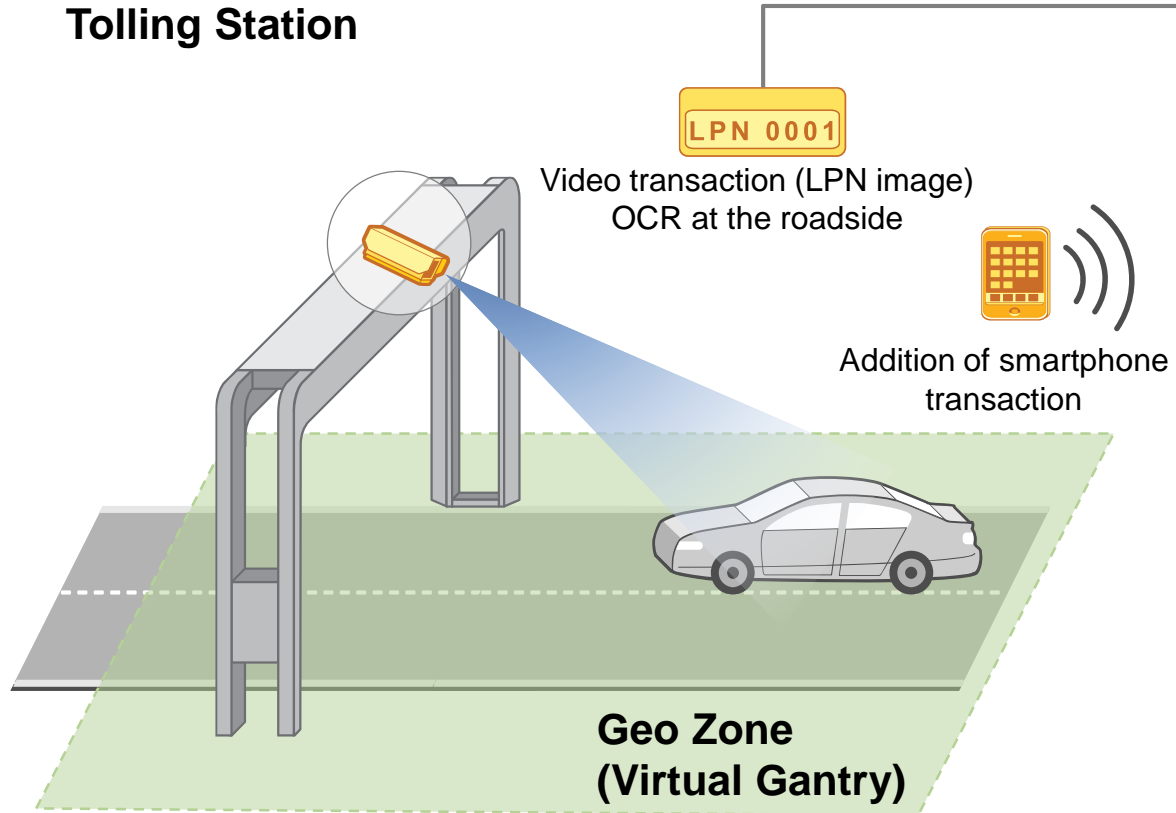 Tolling Station
LPN 0001
Video transaction (LPN image)
OCR at the roadside
Addition of smartphone
transaction
Geo Zone
(Virtual Gantry)